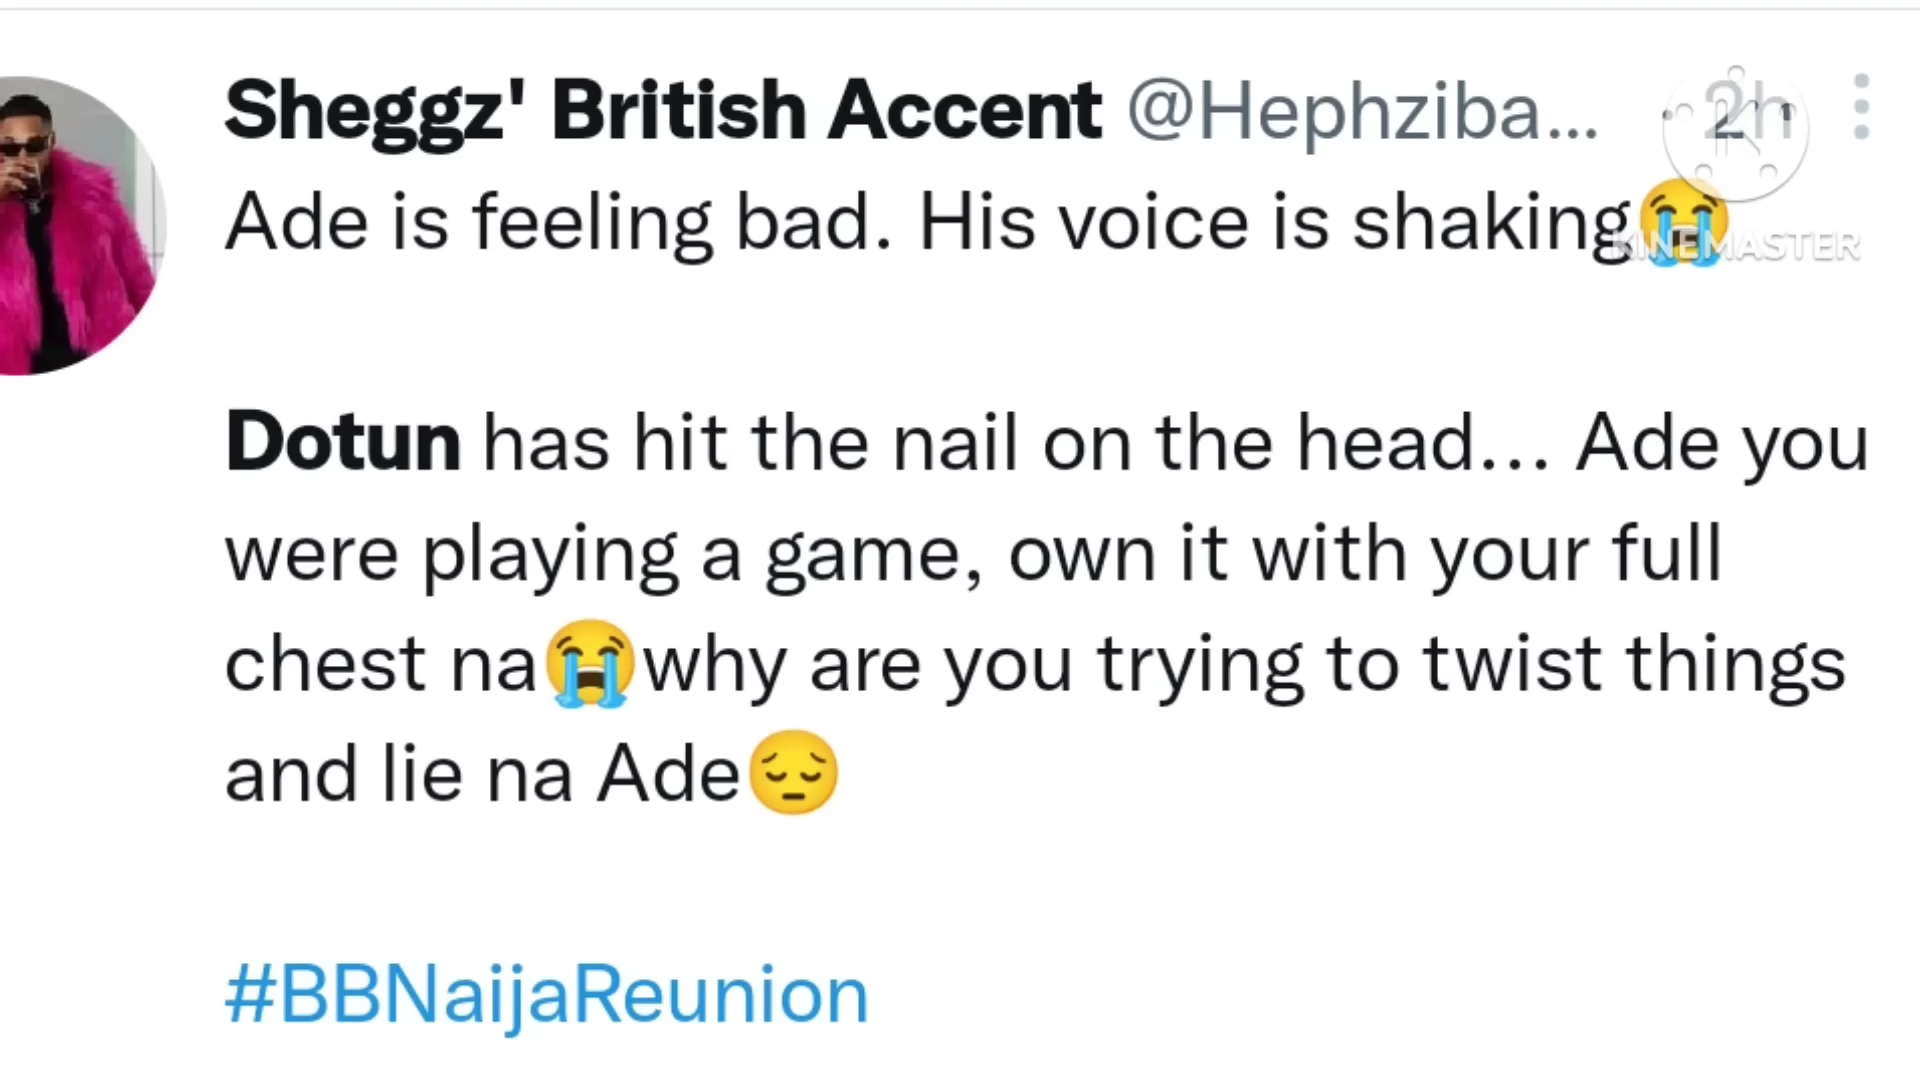 Sheggz' British Accent @Hephziba... · 2h
Ade is feeling bad. His voice is shaking😭
KINEMASTER
Dotun has hit the nail on the head... Ade you
were playing a game, own it with your full
chest na😭why are you trying to twist things
and lie na Ade😔
#BBNaijaReunion